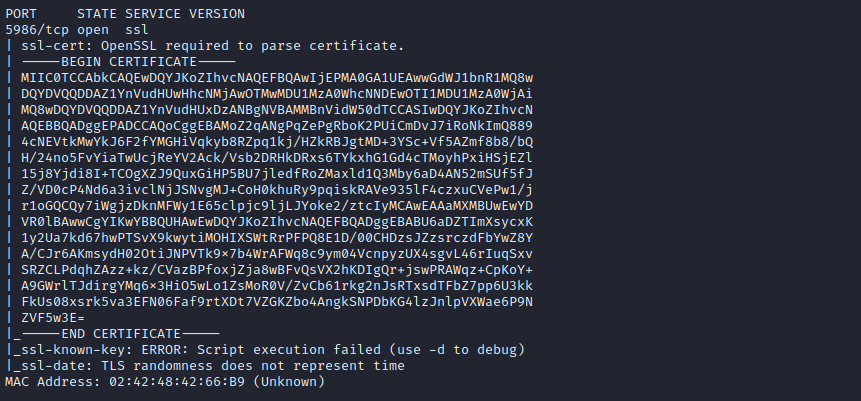 PORT     STATE SERVICE VERSION
5986/tcp open  ssl
| ssl-cert: OpenSSL required to parse certificate.
| -----BEGIN CERTIFICATE-----
| MIIC0TCCAbkCAQEwDQYJKoZIhvcNAQEFBQAwIjEPMA0GA1UEAwwGdWJ1bnR1MQ8w
| DQYDVQQDDAZ1YnVudHUwHhcNMjAwOTMwMDU1MzA0WhcNNDEwOTI1MDU1MzA0WjAi
| MQ8wDQYDVQQDDAZ1YnVudHUxDzANBgNVBAMMBnVidW50dTCCASIwDQYJKoZIhvcN
| AQEBBQADggEPADCCAQoCggEBAMoZ2qANgPqZePgRboK2PUiCmDvJ7iRoNkImQ889
| 4cNEVtkMwYkJ6F2fYMGHiVqkyb8RZpq1kj/HZkRBJgtMD+3YSc+Vf5AZmf8b8/bQ
| H/24no5FvYiaTwUcjReYV2Ack/Vsb2DRHkDRxs6TYkxhG1Gd4cTMoyhPxiHSjEZl
| 15j8Yjdi8I+TCOgXZJ9QuxGiHP5BU7jledfRoZMaxld1Q3Mby6aD4AN52mSUf5fJ
| Z/VD0cP4Nd6a3ivclNjJSNvgMJ+CoH0khuRy9pqiskRAVe935lF4czxuCVePw1/j
| r1oGQCQy7iWgjzDknMFWy1E65clpjc9ljLJYoke2/ztcIyMCAwEAAaMXMBUwEwYD
| VR0lBAwwCgYIKwYBBQUHAwEwDQYJKoZIhvcNAQEFBQADggEBABU6aDZTImXsycxK
| 1y2Ua7kd67hwPTSvX9kwytiMOHIXSWtRrPFPQ8E1D/00CHDzsJZzsrczdFbYwZ8Y
| A/CJr6AKmsydH02OtiJNPVTk9×7b4WrAFWq8c9ym04VcnpyzUX4sgvL46rIuqSxv
| SRZCLPdqhZAzz+kz/CVazBPfoxjZja8wBFvQsVX2hKDIgQr+jswPRAWqz+CpKoY+
| A9GWrlTJdirgYMq6×3HiO5wLo1ZsMoR0V/ZvCb61rkg2nJsRTxsdTFbZ7pp6U3kk
| FkUs08xsrk5va3EFN06Faf9rtXDt7VZGKZbo4AngkSNPDbKG4lzJnlpVXWae6P9N
| ZVF5w3E=
|_-----END CERTIFICATE-----
|_ssl-known-key: ERROR: Script execution failed (use -d to debug)
|_ssl-date: TLS randomness does not represent time
MAC Address: 02:42:48:42:66:B9 (Unknown)